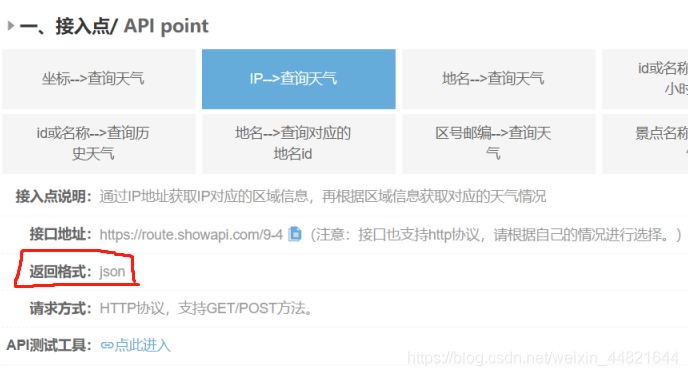 一、接入点/ API point
坐标-->查询天气
IP-->查询天气
地名-->查询天气
id或名称
小时
id或名称-->查询历
史天气
地名-->查询对应的
地名id
区号邮编-->查询天
气
景点名称
接入点说明：通过IP地址获取IP对应的区域信息，再根据区域信息获取对应的天气情况
接口地址：https://route.showapi.com/9-4（注意：接口也支持http协议，请根据自己的情况进行选择。）
返回格式：json
请求方式：HTTP协议，支持GET/POST方法。
API测试工具：点此进入
https://blog.csdn.net/weixin_44821644